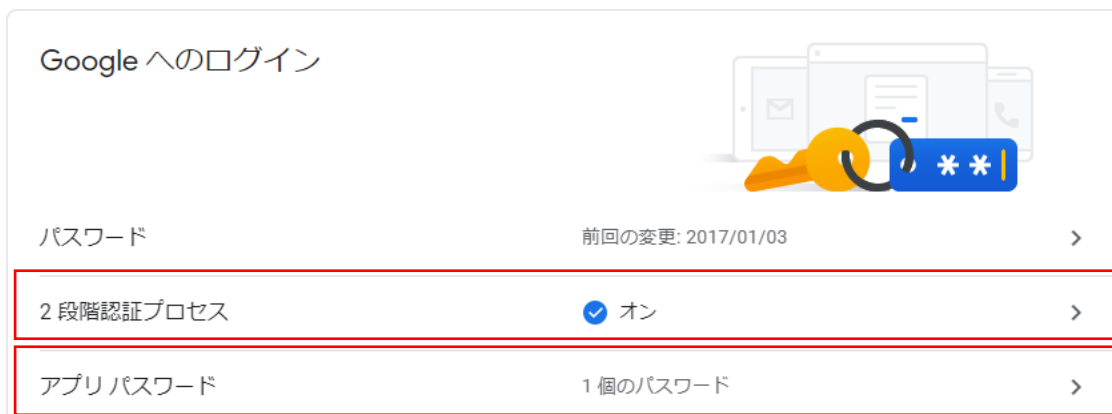 Google へのログイン
＊＊
パスワード 前回の変更: 2017/01/03
2 段階認証プロセス オン
アプリ パスワード 1 個のパスワード